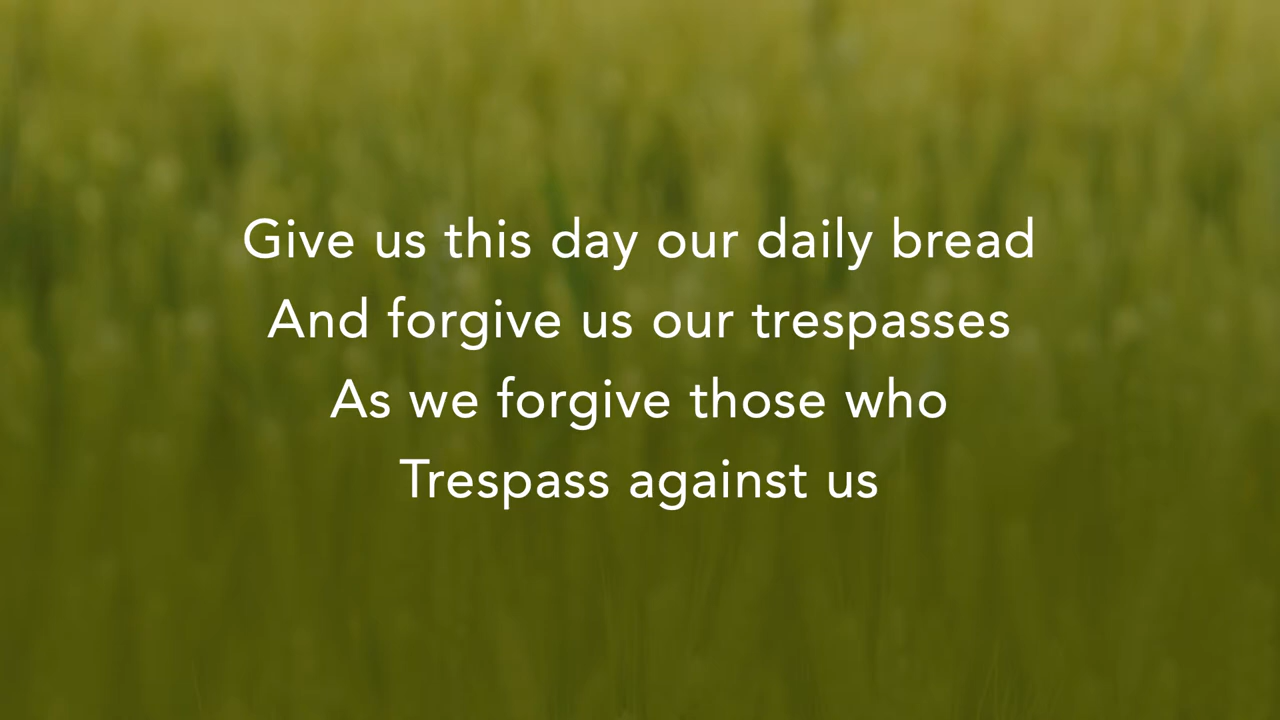 Give us this day our daily bread
And forgive us our trespasses
As we forgive those who
Trespass against us